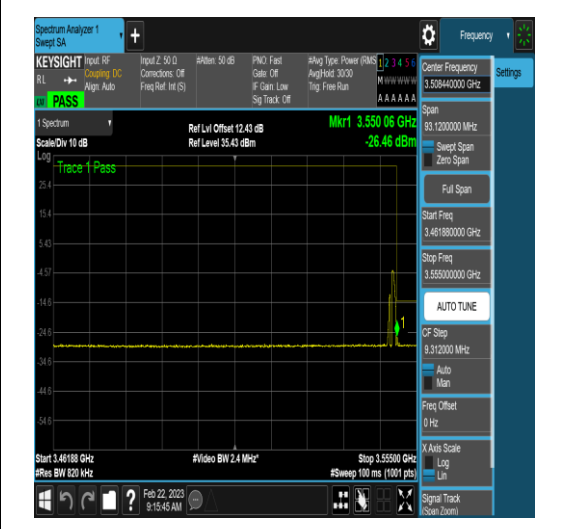 Spectrum Analyzer 1
Swept SA
Frequency
KEYSIGHT
RL
PASS
Input: RF
Coupling: DC
Align: Auto
Input Z: 50 Ω
Corrections: Off
Freq Ref: Int (S)
#Atten: 50 dB
PNO: Fast
Gate: Off
IF Gain: Low
Sig Track: Off
#Avg Type: Power (RMS
Avg|Hold: 30/30
Trig: Free Run
1 2 3 4 5 6
M W W W W W
A A A A A A
1 Spectrum
Scale/Div 10 dB
Ref Lvl Offset 12.43 dB
Ref Level 35.43 dBm
Mkr1 3.550 06 GHz
-26.46 dBm
Log
Trace 1 Pass
25.4
15.4
5.43
-4.57
-14.6
-24.6
-34.6
-44.6
-54.6
1
Start 3.46188 GHz
#Res BW 820 kHz
#Video BW 2.4 MHz*
Stop 3.55500 GHz
#Sweep 100 ms (1001 pts)
Center Frequency
3.508440000 GHz
Settings
Span
93.1200000 MHz
Swept Span
Zero Span
Full Span
Start Freq
3.461880000 GHz
Stop Freq
3.555000000 GHz
AUTO TUNE
CF Step
9.312000 MHz
Auto
Man
Freq Offset
0 Hz
X Axis Scale
Log
Lin
Signal Track
(Span Zoom)
Feb 22, 2023
9:15:45 AM